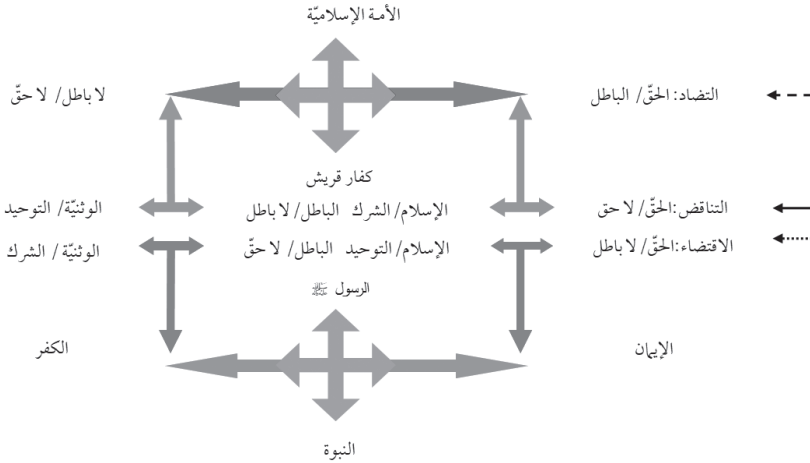 الأمة الإسلاميّة
التضاد: الحقّ/ الباطل
لا باطل/ لا حقّ
كفار قريش
التناقض:الحقّ/ لا حق
الإسلام/ الشرك الباطل/ لا باطل
الوثنيّة/ التوحيد
الاقتضاء:الحقّ/ لا باطل
الإسلام/ التوحيد الباطل/ لا حقّ
الوثنيّة/ الشرك
الرسول ﷺ
الإيمان
الكفر
النبوة